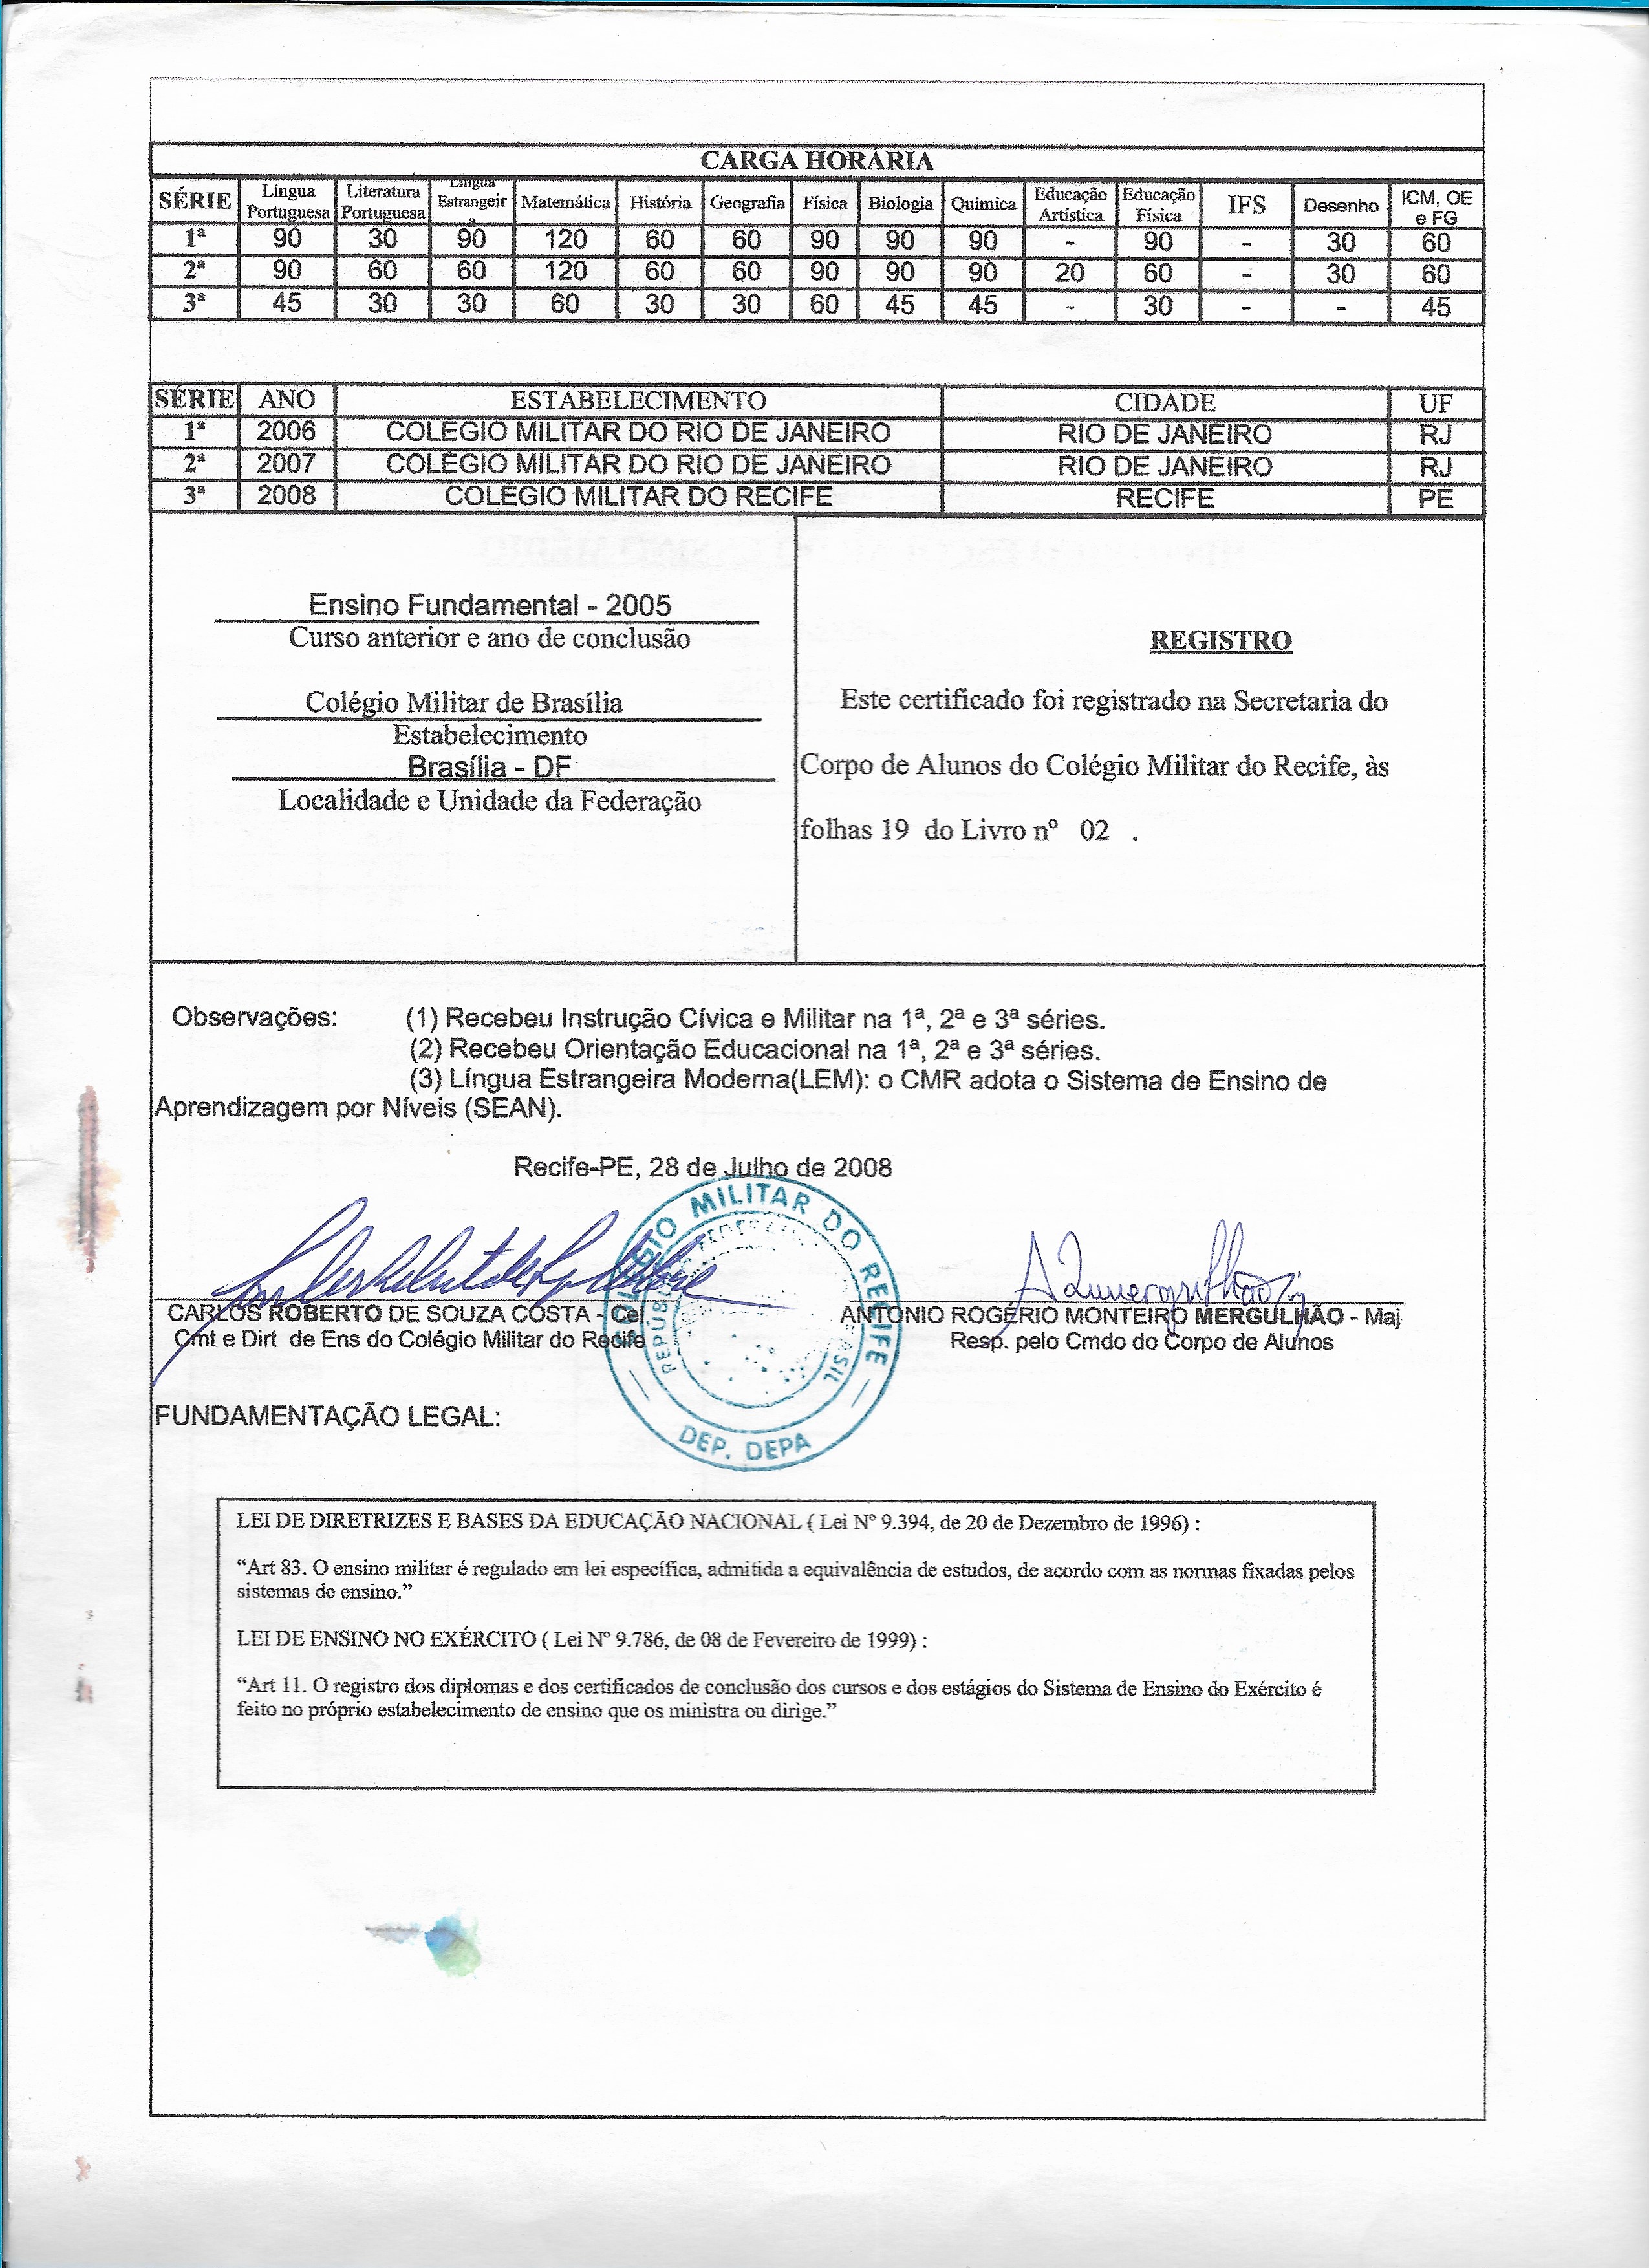 CARGA HORÁRIA
SÉRIE Língua Portuguesa Literatura Portuguesa Língua Estrangeira Matemática História Geografia Física Biologia Química Educação Artística Educação Física IFS Desenho ICM, OE e FG
1ª 90 30 90 120 60 60 90 90 90 - 90 - 30 60
2ª 90 60 60 120 60 60 90 90 90 20 60 - 30 60
3ª 45 30 30 60 30 30 60 45 45 - 30 - - 45
SÉRIE ANO ESTABELECIMENTO CIDADE UF
1ª 2006 COLÉGIO MILITAR DO RIO DE JANEIRO RIO DE JANEIRO RJ
2ª 2007 COLÉGIO MILITAR DO RIO DE JANEIRO RIO DE JANEIRO RJ
3ª 2008 COLÉGIO MILITAR DO RECIFE RECIFE PE
Ensino Fundamental - 2005
Curso anterior e ano de conclusão
Colégio Militar de Brasília
Estabelecimento
Brasília - DF
Localidade e Unidade da Federação
REGISTRO
Este certificado foi registrado na Secretaria do
Corpo de Alunos do Colégio Militar do Recife, às
folhas 19 do Livro nº 02 .
Observações: (1) Recebeu Instrução Cívica e Militar na 1ª, 2ª e 3ª séries.
(2) Recebeu Orientação Educacional na 1ª, 2ª e 3ª séries.
(3) Língua Estrangeira Moderna(LEM): o CMR adota o Sistema de Ensino de
Aprendizagem por Níveis (SEAN).
Recife-PE, 28 de Julho de 2008
COLÉGIO MILITAR DO RECIFE
DEP. DEPA
CARLOS ROBERTO DE SOUZA COSTA - Cel
Cmt e Dirt de Ens do Colégio Militar do Recife
ANTONIO ROGÉRIO MONTEIRO MERGULHÃO - Maj
Resp. pelo Cmdo do Corpo de Alunos
FUNDAMENTAÇÃO LEGAL:
LEI DE DIRETRIZES E BASES DA EDUCAÇÃO NACIONAL ( Lei Nº 9.394, de 20 de Dezembro de 1996) :
“Art 83. O ensino militar é regulado em lei específica, admitida a equivalência de estudos, de acordo com as normas fixadas pelos
sistemas de ensino.”
LEI DE ENSINO NO EXÉRCITO ( Lei Nº 9.786, de 08 de Fevereiro de 1999) :
“Art 11. O registro dos diplomas e dos certificados de conclusão dos cursos e dos estágios do Sistema de Ensino do Exército é
feito no próprio estabelecimento de ensino que os ministra ou dirige.”